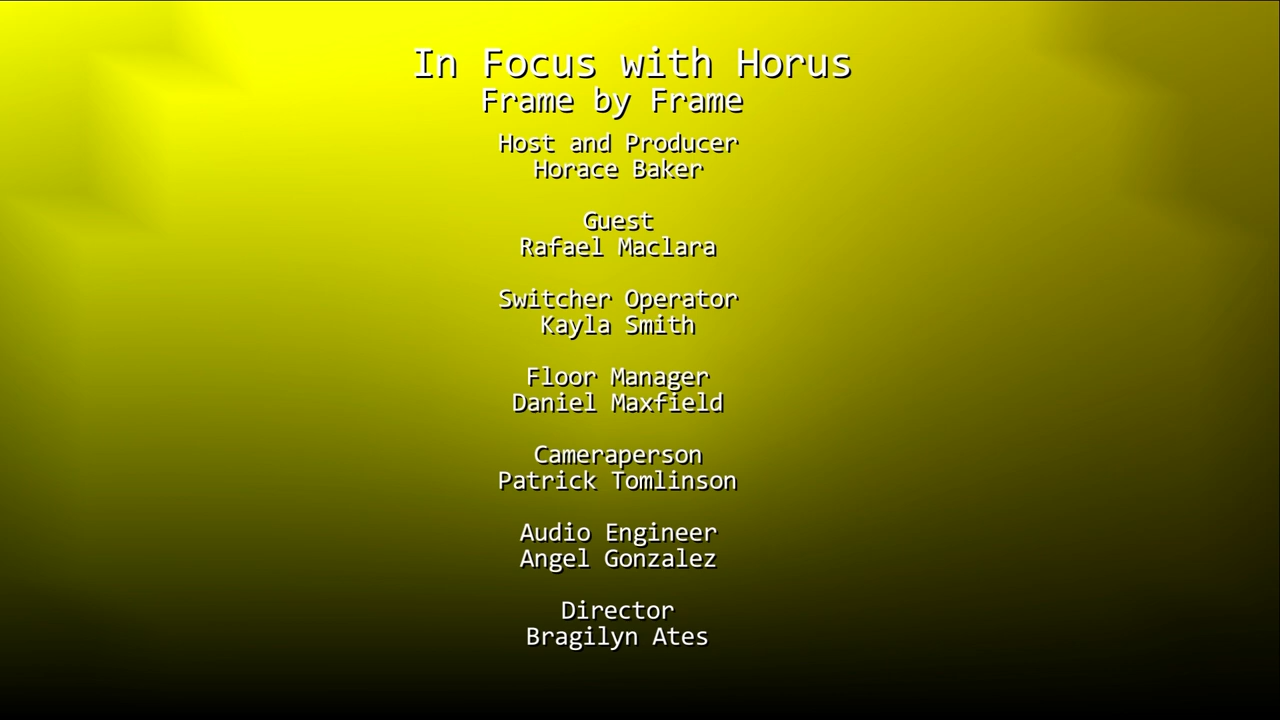 In Focus with Horus
Frame by Frame
Host and Producer
Horace Baker
Guest
Rafael Maclara
Switcher Operator
Kayla Smith
Floor Manager
Daniel Maxfield
Cameraperson
Patrick Tomlinson
Audio Engineer
Angel Gonzalez
Director
Bragilyn Ates